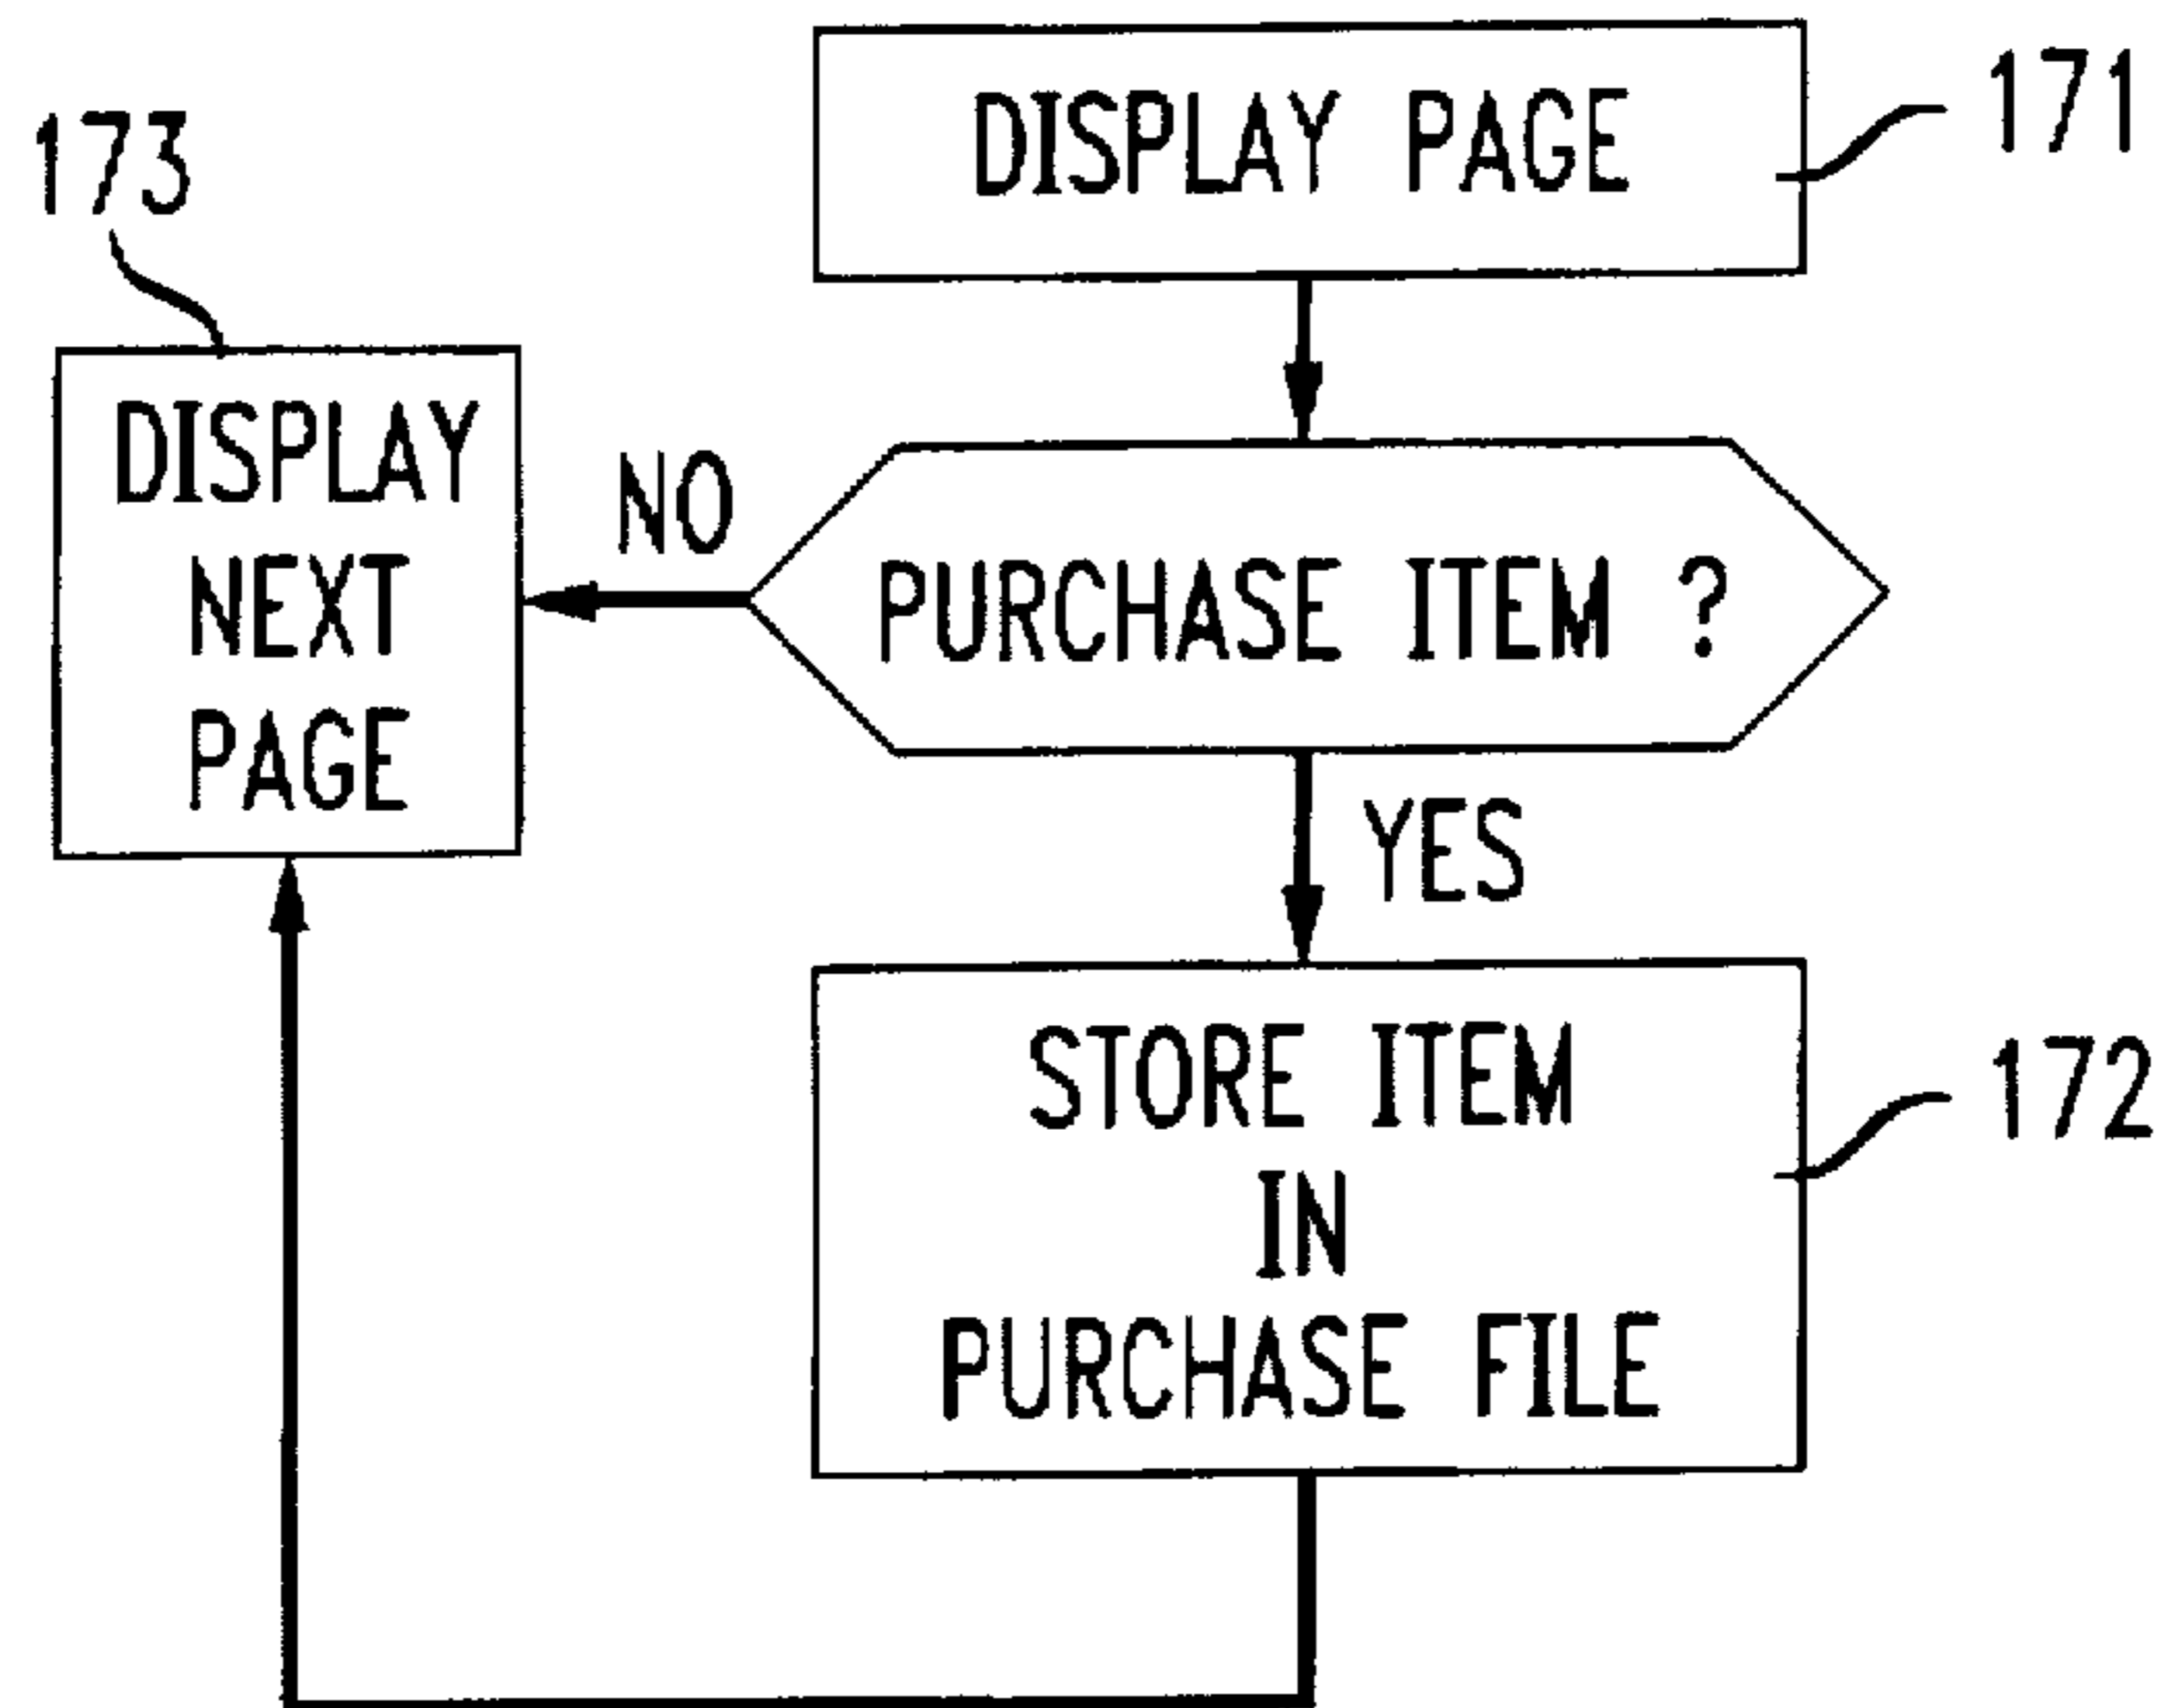 DISPLAY PAGE
171
173
DISPLAY
NEXT
PAGE
NO
PURCHASE ITEM ?
YES
STORE ITEM
IN
PURCHASE FILE
172